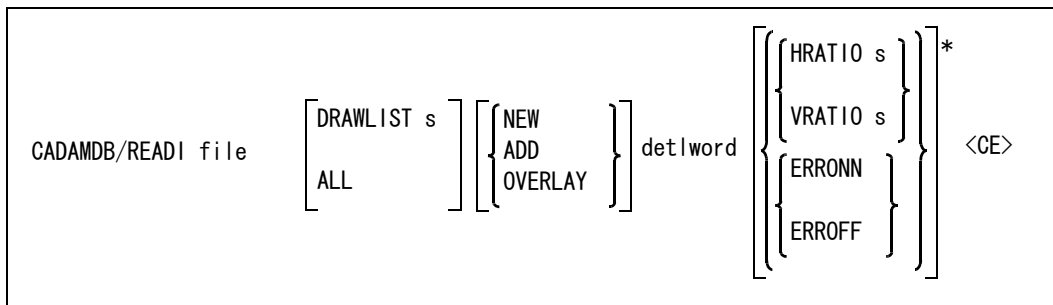 CADAMDB/READI file
DRAWLIST s
ALL
NEW
ADD
OVERLAY
detlword
HRATIO s
VRATIO s
ERRONN
ERROFF
*
<CE>